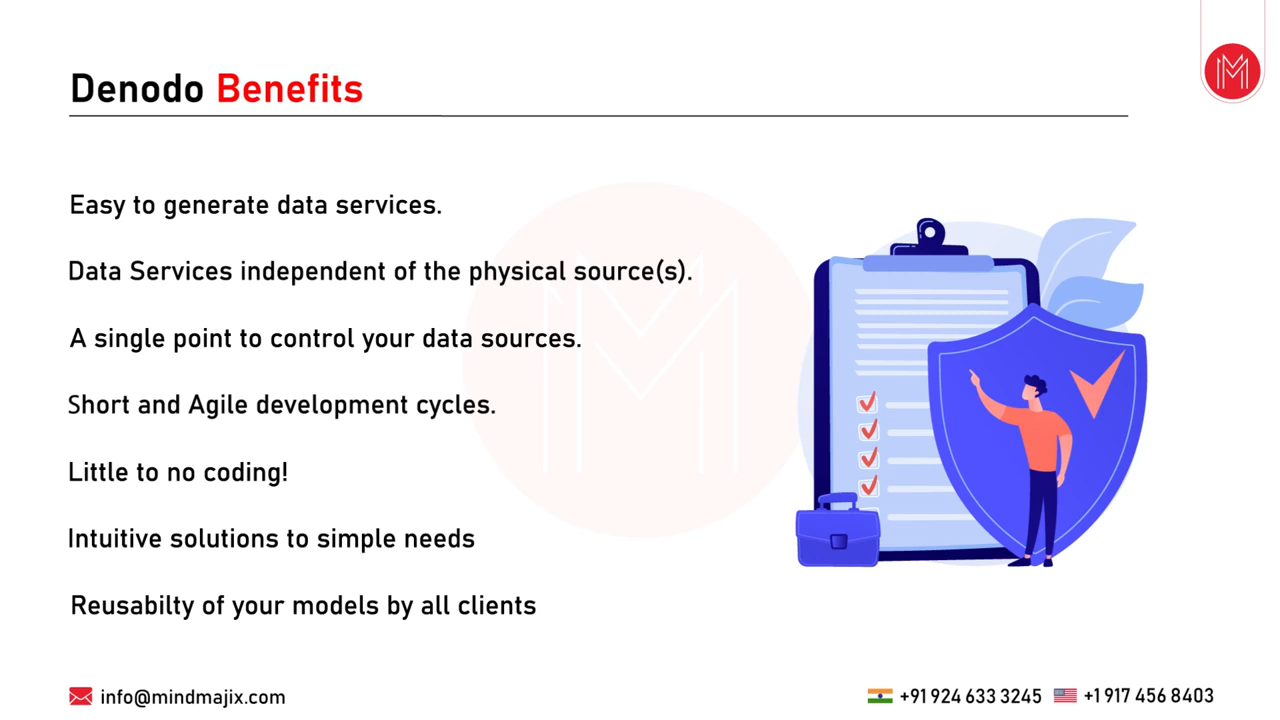 Denodo Benefits
Easy to generate data services.
Data Services independent of the physical source(s).
A single point to control your data sources.
Short and Agile development cycles.
Little to no coding!
Intuitive solutions to simple needs
Reusabilty of your models by all clients
info@mindmajix.com
+91 924 633 3245 +1 917 456 8403